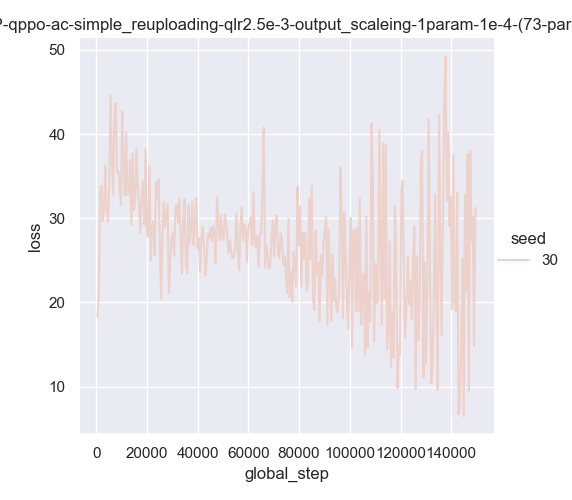 P-qppo-ac-simple_reuploading-qlr2.5e-3-output_scaleing-1param-1e-4-(73-par
50
40
30
20
10
loss
seed
30
0 20000 40000 60000 80000 100000 120000 140000
global_step